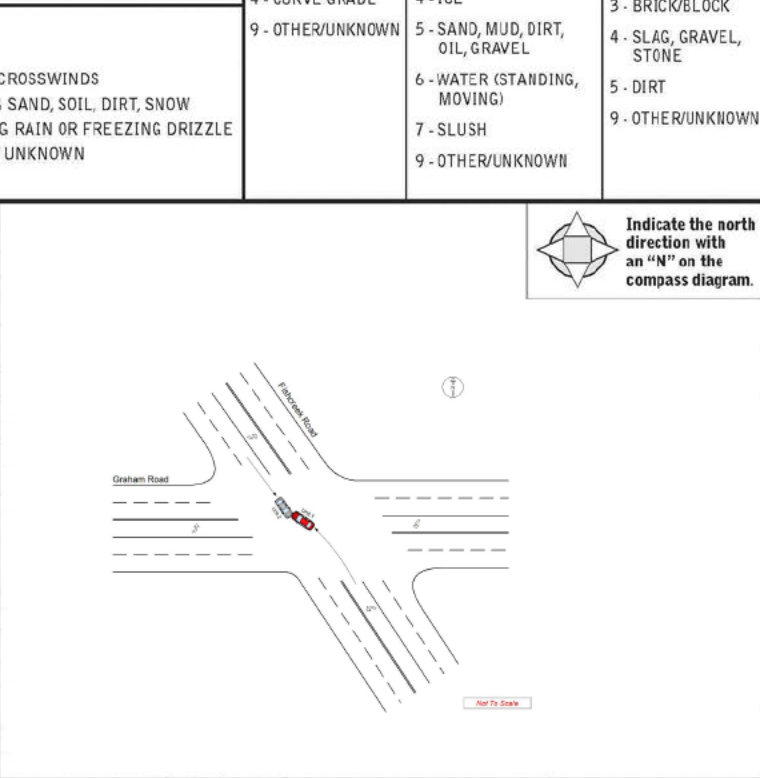 9 - OTHER/UNKNOWN
5 - SAND, MUD, DIRT,
OIL, GRAVEL
6 - WATER (STANDING,
MOVING)
7 - SLUSH
9 - OTHER/UNKNOWN
3 - BRICK/BLOCK
4 - SLAG, GRAVEL,
STONE
5 - DIRT
9 - OTHER/UNKNOWN
CROSSWINDS
SAND, SOIL, DIRT, SNOW
G RAIN OR FREEZING DRIZZLE
UNKNOWN
Indicate the north
direction with
an “N” on the
compass diagram.
Fishcreek Road
Graham Road
Unit 1
Not To Scale